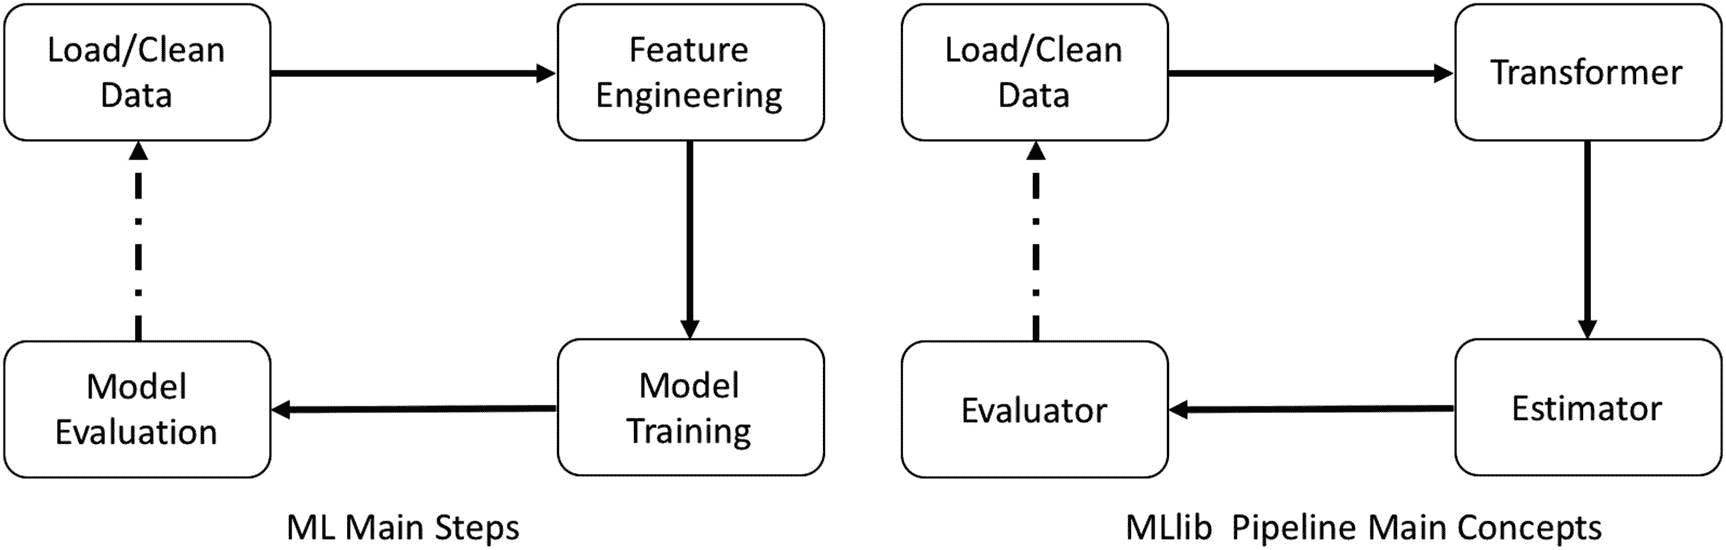 Load/Clean
Data
Feature
Engineering
Model
Evaluation
Model
Training
ML Main Steps
Load/Clean
Data
Transformer
Evaluator
Estimator
MLlib Pipeline Main Concepts